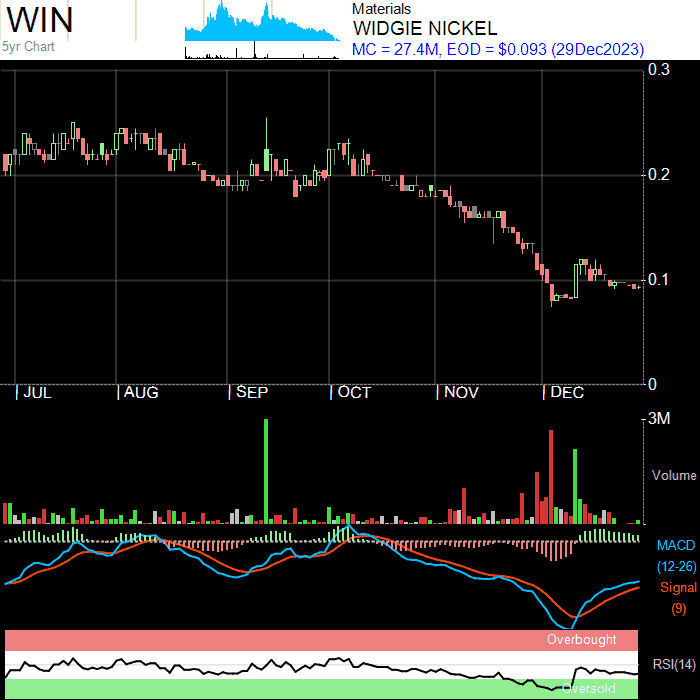 WIN
5yr Chart
Materials
WIDGIE NICKEL
MC = 27.4M, EOD = $0.093 (29Dec2023)
0.3
0.2
0.1
0
JUL AUG SEP OCT NOV DEC
3M
Volume
MACD
(12-26)
Signal
(9)
Overbought
RSI(14)
Oversold